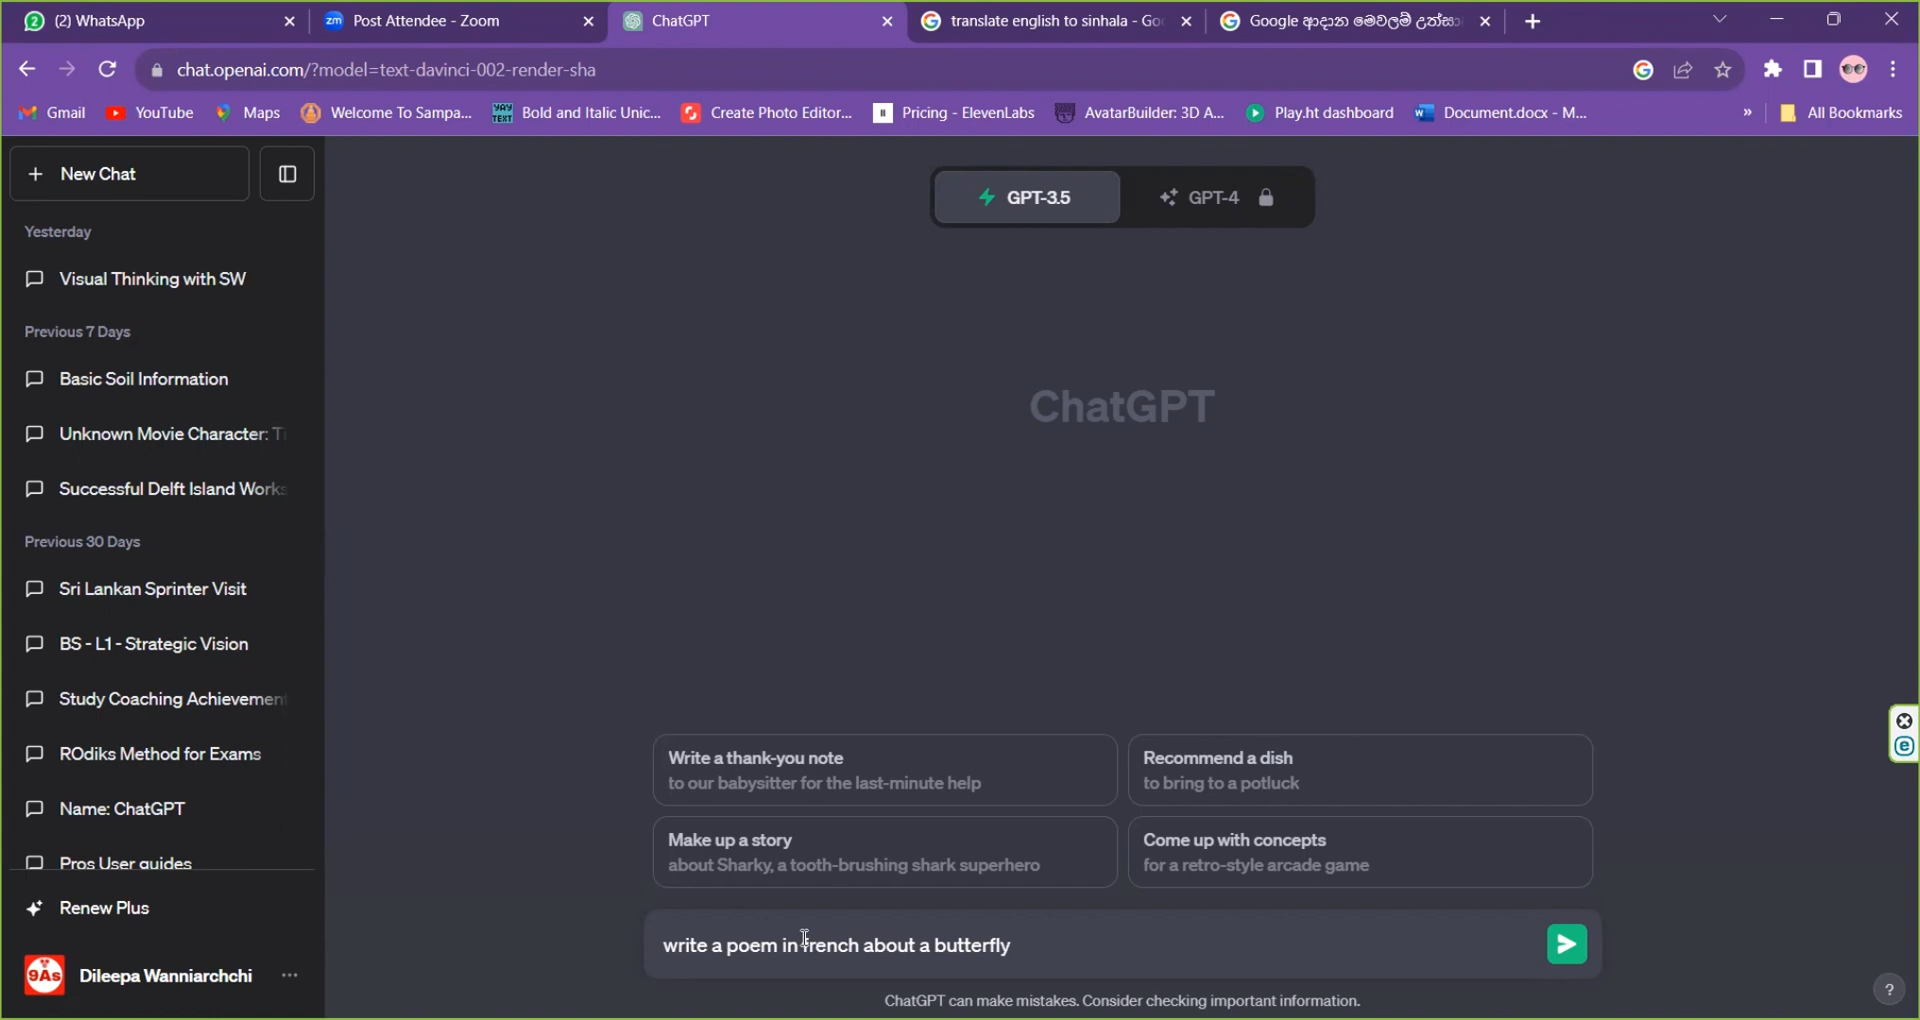 (2) WhatsApp
Post Attendee - Zoom
ChatGPT
translate english to sinhala - Go
Google ආදාන මෙවලම් උත්සා
chat.openai.com/?model=text-davinci-002-render-sha
Gmail
YouTube
Maps
Welcome To Sampa...
Bold and Italic Unic...
Create Photo Editor...
Pricing - ElevenLabs
AvatarBuilder: 3D A...
Play.ht dashboard
Document.docx - M...
»
All Bookmarks
+ New Chat
Yesterday
Visual Thinking with SW
Previous 7 Days
Basic Soil Information
Unknown Movie Character: T
Successful Delft Island Works
Previous 30 Days
Sri Lankan Sprinter Visit
BS - L1 - Strategic Vision
Study Coaching Achievemen
ROdiks Method for Exams
Name: ChatGPT
Pros User guides
Renew Plus
9As
Dileepa Wanniarchchi
GPT-3.5
GPT-4
ChatGPT
Write a thank-you note
to our babysitter for the last-minute help
Recommend a dish
to bring to a potluck
Make up a story
about Sharky, a tooth-brushing shark superhero
Come up with concepts
for a retro-style arcade game
write a poem in french about a butterfly
ChatGPT can make mistakes. Consider checking important information.
?